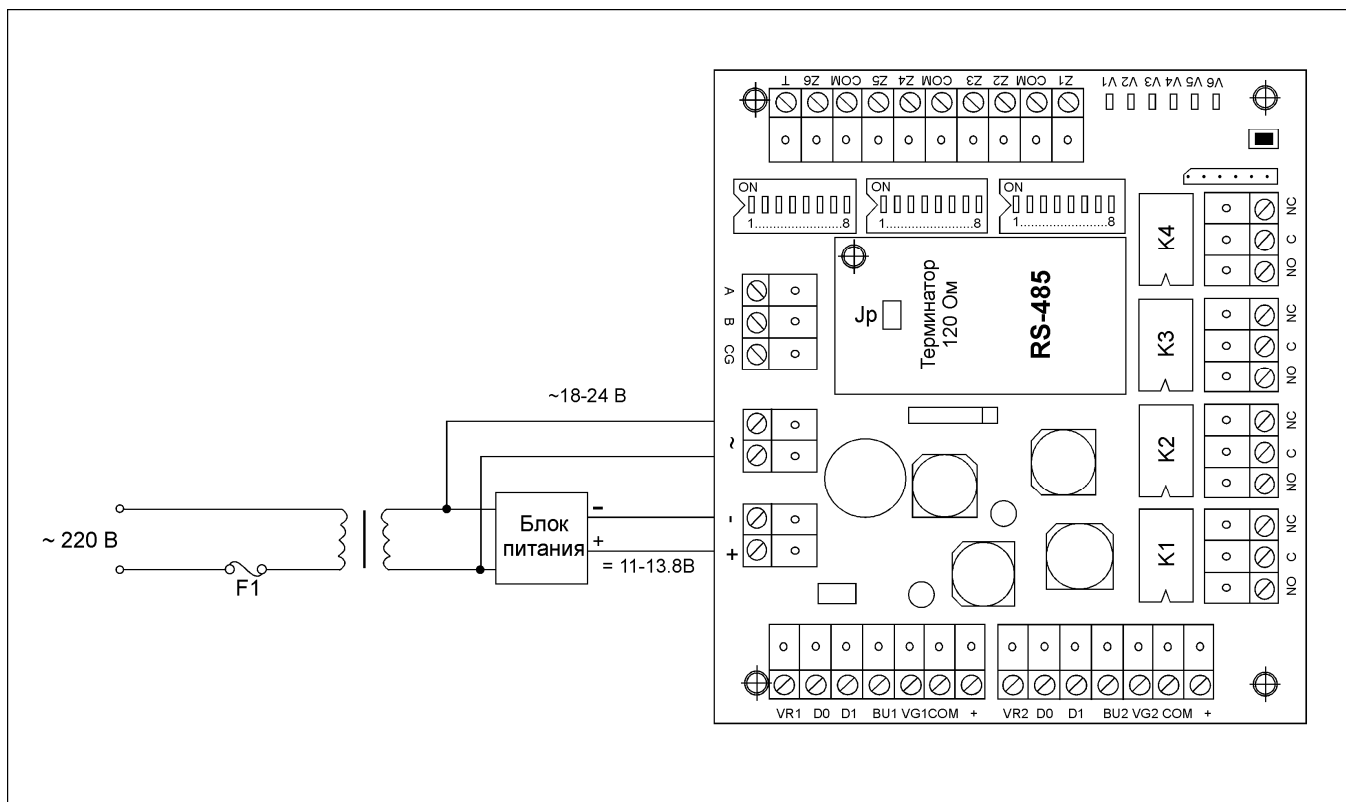 T Z6 COM Z5 Z4 COM Z3 Z2 COM Z1
V1 V2 V3 V4 V5 V6
ON
1....................8
ON
1....................8
ON
1....................8
A
B
CG
Jp
Терминатор
120 Ом
RS-485
K4
NC
C
NO
K3
NC
C
NO
K2
NC
C
NO
K1
NC
C
NO
~18-24 В
~
~ 220 В
F1
Блок
питания
-
+
= 11-13.8В
-
+
VR1 D0 D1 BU1 VG1COM +
VR2 D0 D1 BU2 VG2 COM +